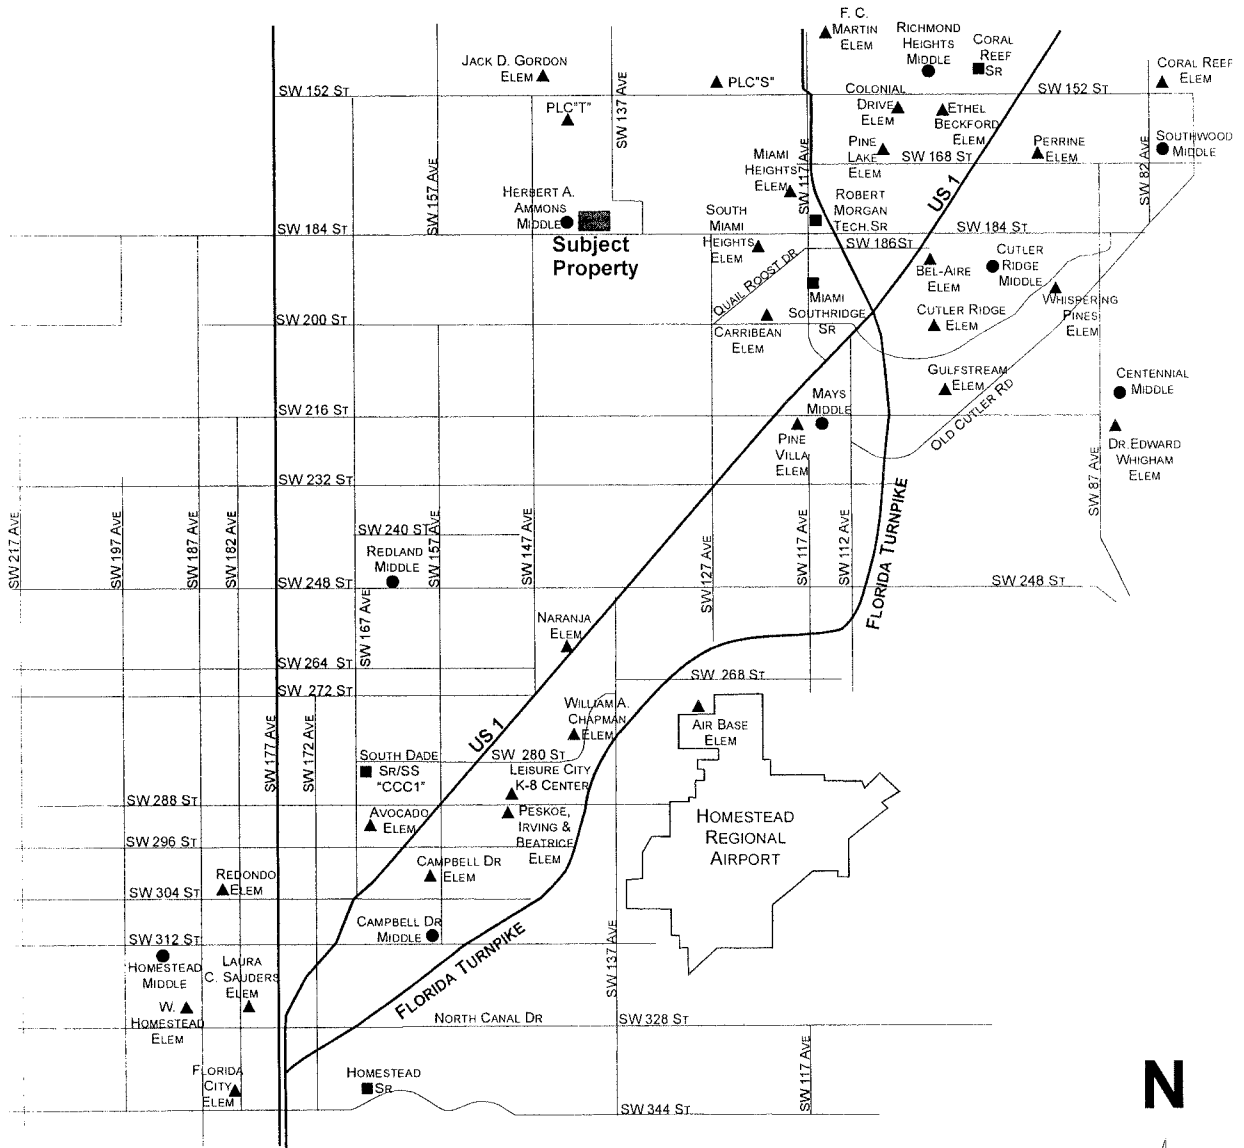 F. C.
MARTIN
ELEM
RICHMOND
HEIGHTS
MIDDLE
CORAL
REEF
SR
JACK D. GORDON
ELEM
CORAL REEF
ELEM
PLC"S"
SW 152 ST
SW 152 ST
COLONIAL
DRIVE
ELEM
ETHEL
BECKFORD
ELEM
PLC"T"
SW 137 AVE
PINE
LAKE
ELEM
SW 168 ST
PERRINE
ELEM
SOUTHWOOD
MIDDLE
MIAMI
HEIGHTS
ELEM
SW 117 AVE
SW 157 AVE
SW 82 AVE
US 1
HERBERT A.
AMMONS
MIDDLE
ROBERT
MORGAN
TECH.SR
SOUTH
MIAMI
HEIGHTS
ELEM
SW 184 ST
SW 184 ST
Subject
Property
SW 186 ST
CUTLER
RIDGE
MIDDLE
BEL-AIRE
ELEM
QUAIL ROOST DR
MIAMI
SOUTHRIDGE
SR
WHISPERING
PINES
ELEM
SW 200 ST
CARRIBEAN
ELEM
CUTLER RIDGE
ELEM
GULFSTREAM
ELEM
CENTENNIAL
MIDDLE
MAYS
MIDDLE
SW 216 ST
OLD CUTLER RD
PINE
VILLA
ELEM
DR.EDWARD
WHIGHAM
ELEM
SW 232 ST
SW 87 AVE
SW 217 AVE
SW 197 AVE
SW 187 AVE
SW 182 AVE
SW 240 ST
SW 157 AVE
SW 147 AVE
SW 127 AVE
SW 117 AVE
SW 112 AVE
FLORIDA TURNPIKE
REDLAND
MIDDLE
SW 248 ST
SW 248 ST
SW 167 AVE
NARANJA
ELEM
SW 264 ST
SW 268 ST
SW 272 ST
WILLIAM A.
CHAPMAN
ELEM
AIR BASE
ELEM
US 1
SW 177 AVE
SW 172 AVE
SOUTH DADE
SR/SS
"CCC1"
SW 280 ST
LEISURE CITY
K-8 CENTER
SW 288 ST
AVOCADO
ELEM
PESKOE,
IRVING &
BEATRICE
ELEM
HOMESTEAD
REGIONAL
AIRPORT
SW 296 ST
REDONDO
ELEM
CAMPBELL DR
ELEM
SW 304 ST
CAMPBELL DR
MIDDLE
SW 312 ST
HOMESTEAD
MIDDLE
LAURA
C. SAUDERS
ELEM
FLORIDA TURNPIKE
SW 137 AVE
W.
HOMESTEAD
ELEM
NORTH CANAL DR
SW 328 ST
SW 117 AVE
FLORIDA
CITY
ELEM
HOMESTEAD
SR
SW 344 ST
N